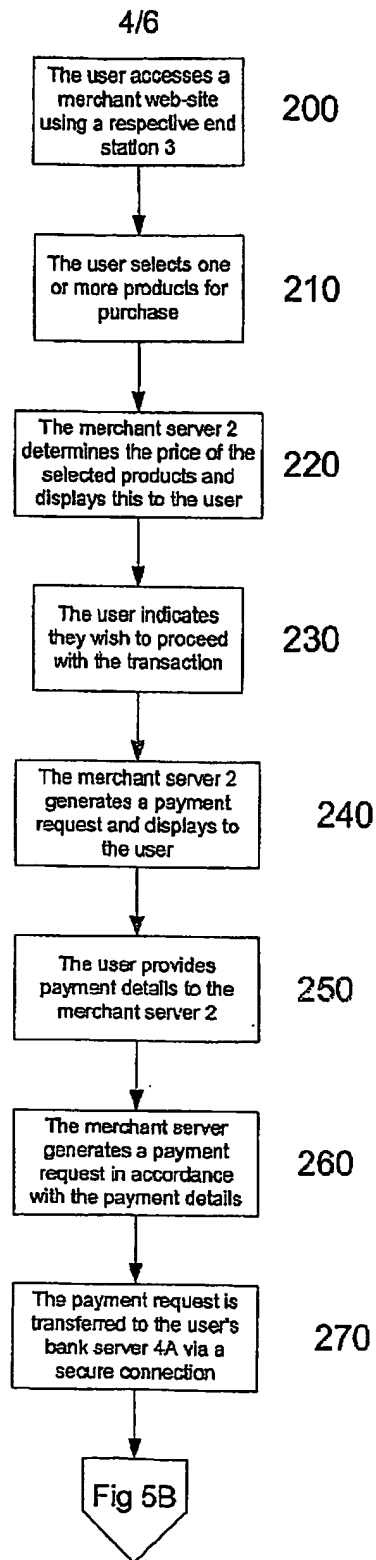 4/6
The user accesses a
merchant web-site
using a respective end
station 3
200
The user selects one
or more products for
purchase
210
The merchant server 2
determines the price of the
selected products and
displays this to the user
220
The user indicates
they wish to proceed
with the transaction
230
The merchant server 2
generates a payment
request and displays to
the user
240
The user provides
payment details to the
merchant server 2
250
The merchant server
generates a payment
request in accordance
with the payment details
260
The payment request is
transferred to the user's
bank server 4A via a
secure connection
270
Fig 5B